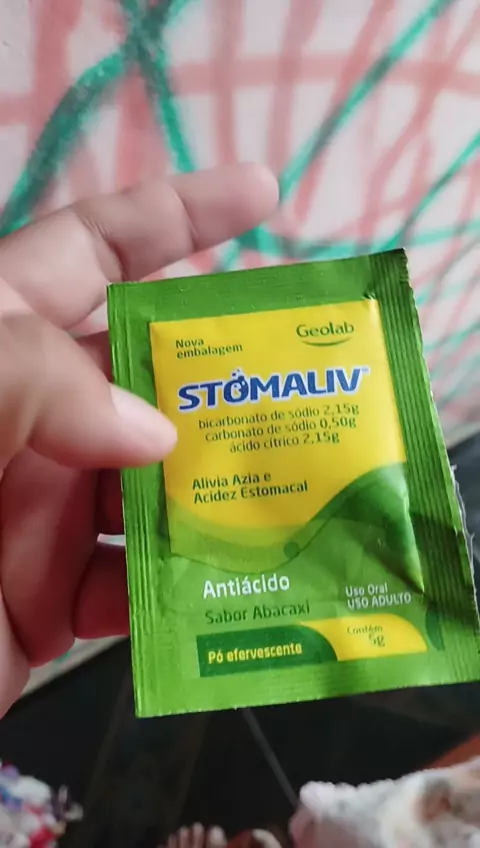 Nova
embalagem
Geolab
STOMALIV™
bicarbonato de sódio 2,15g
carbonato de sódio 0,50g
ácido cítrico 2,15g
Alivia Azia e
Acidez Estomacal
Antiácido
Sabor Abacaxi
Uso Oral
USO ADULTO
Pó efervescente
Contém
5g